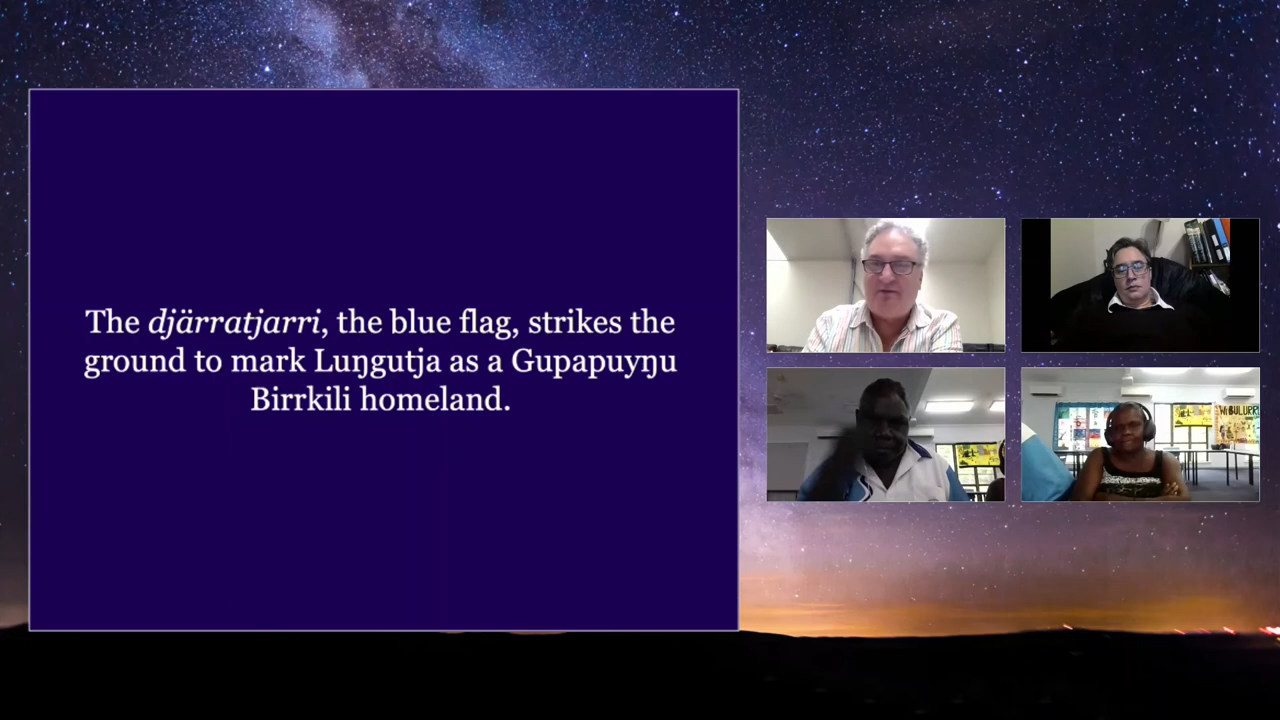 The djärratjarri, the blue flag, strikes the
ground to mark Luŋgutja as a Gupapuyŋu
Birrkili homeland.